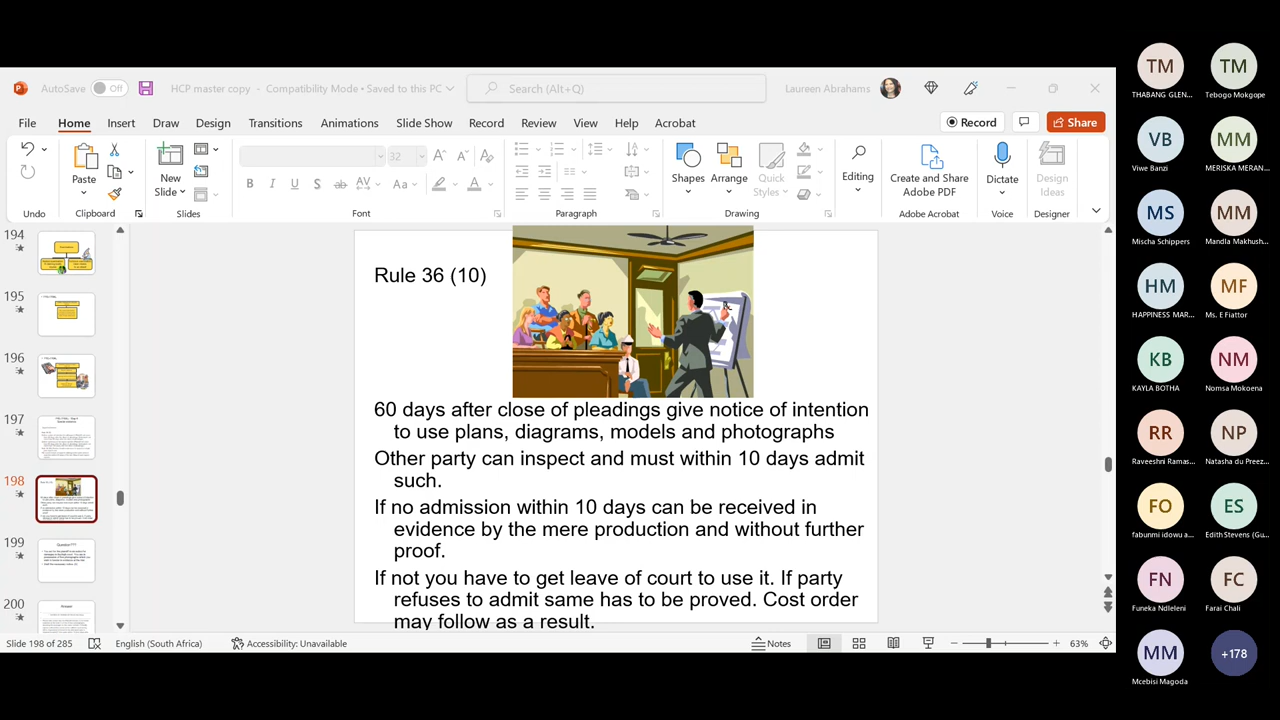 AutoSave Off HCP master copy - Compatibility Mode • Saved to this PC Search (Alt+Q) Laureen Abrahams
File Home Insert Draw Design Transitions Animations Slide Show Record Review View Help Acrobat Record Share
Paste
New
Slide
32
B I U S ab AV Aa A
Shapes
Arrange
Quick
Styles
Editing
Create and Share
Adobe PDF
Dictate
Design
Ideas
Undo Clipboard Slides Font Paragraph Drawing Adobe Acrobat Voice Designer
194
195
196
197
198
199
200
Rule 36 (10)
60 days after close of pleadings give notice of intention
to use plans, diagrams, models and photographs
Other party can inspect and must within 10 days admit
such.
If no admission within 10 days can be received in
evidence by the mere production and without further
proof.
If not you have to get leave of court to use it. If party
refuses to admit same has to be proved. Cost order
may follow as a result.
Slide 198 of 285 English (South Africa) Accessibility: Unavailable Notes 63%
TM TM
THABANG GLEN... Tebogo Mokgope
VB MM
Viwe Banzi MERISKA MERAN...
MS MM
Mischa Schippers Mandla Makhush...
HM MF
HAPPINESS MAR... Ms. E Fiattor
KB NM
KAYLA BOTHA Nomsa Mokoena
RR NP
Raveeshni Ramas... Natasha du Preez...
FO ES
fabunmi idowu a... Edith Stevens (Gu...
FN FC
Funeka Ndleleni Farai Chali
MM +178
Mcebisi Magoda